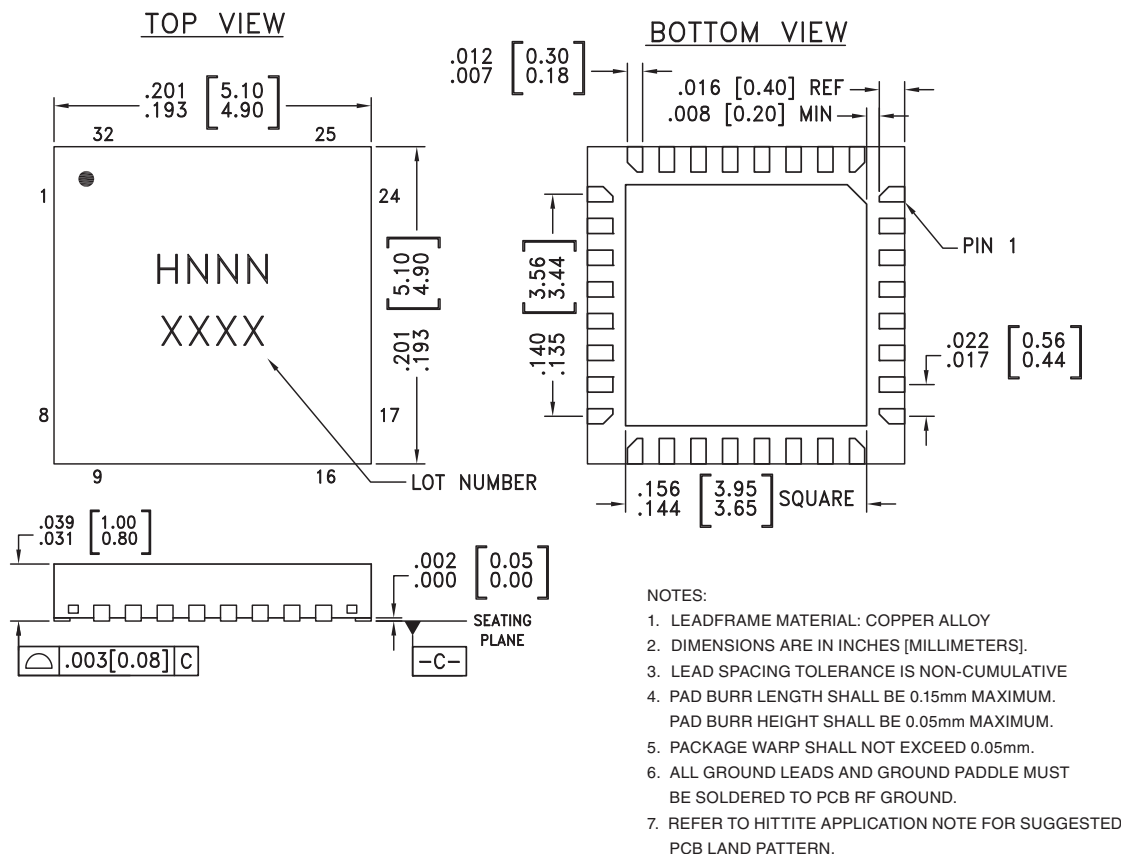 TOP VIEW
.201 [5.10]
.193 [4.90]
32
25
1
24
HNNN
XXXX
[5.10]
[4.90]
.201
.193
8
17
9
16
LOT NUMBER
BOTTOM VIEW
.012 [0.30]
.007 [0.18]
.016 [0.40] REF
.008 [0.20] MIN
PIN 1
[3.56]
[3.44]
.140
.135
.022 [0.56]
.017 [0.44]
.156 [3.95]
.144 [3.65] SQUARE
.039 [1.00]
.031 [0.80]
.002 [0.05]
.000 [0.00]
SEATING
PLANE
.003[0.08] C
-C-
NOTES:
1. LEADFRAME MATERIAL: COPPER ALLOY
2. DIMENSIONS ARE IN INCHES [MILLIMETERS].
3. LEAD SPACING TOLERANCE IS NON-CUMULATIVE
4. PAD BURR LENGTH SHALL BE 0.15mm MAXIMUM.
PAD BURR HEIGHT SHALL BE 0.05mm MAXIMUM.
5. PACKAGE WARP SHALL NOT EXCEED 0.05mm.
6. ALL GROUND LEADS AND GROUND PADDLE MUST
BE SOLDERED TO PCB RF GROUND.
7. REFER TO HITTITE APPLICATION NOTE FOR SUGGESTED
PCB LAND PATTERN.